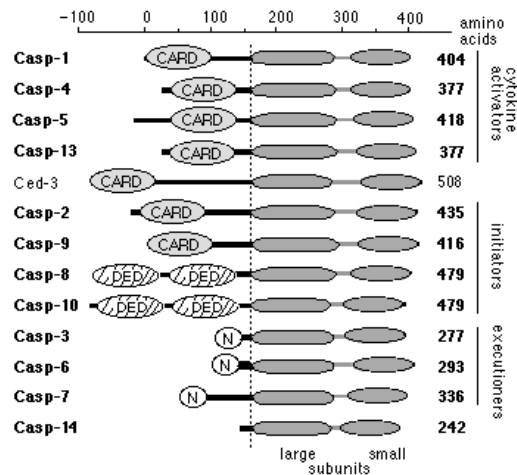 0 100 200 300 400 amino acids
Casp-1 CARD 404
Casp-4 CARD 377
Casp-5 CARD 418
Casp-13 CARD 377
Ced-3 CARD 508
Casp-2 CARD 435
Casp-9 CARD 416
Casp-8 DED DED 479
Casp-10 DED DED 479
Casp-3 N 277
Casp-6 N 293
Casp-7 N 336
Casp-14 242
cytokine activators
initiators
executioners
large small
subunits